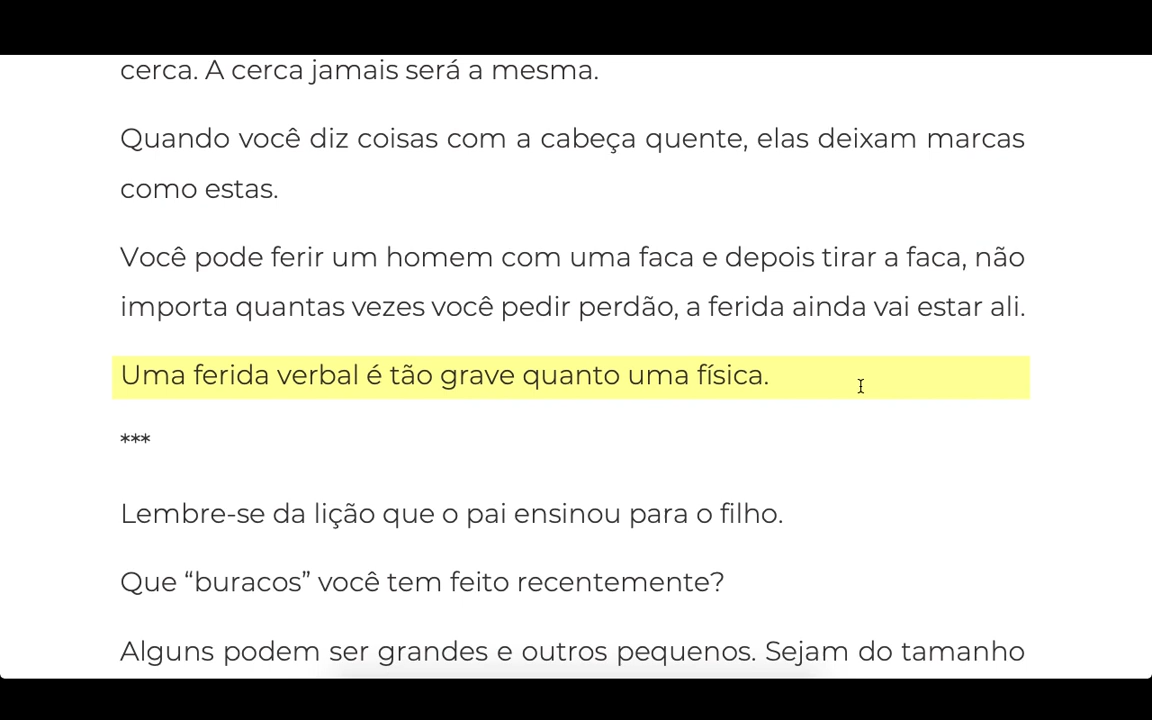 cerca. A cerca jamais será a mesma.
Quando você diz coisas com a cabeça quente, elas deixam marcas
como estas.
Você pode ferir um homem com uma faca e depois tirar a faca, não
importa quantas vezes você pedir perdão, a ferida ainda vai estar ali.
Uma ferida verbal é tão grave quanto uma física.
***
Lembre-se da lição que o pai ensinou para o filho.
Que “buracos” você tem feito recentemente?
Alguns podem ser grandes e outros pequenos. Sejam do tamanho